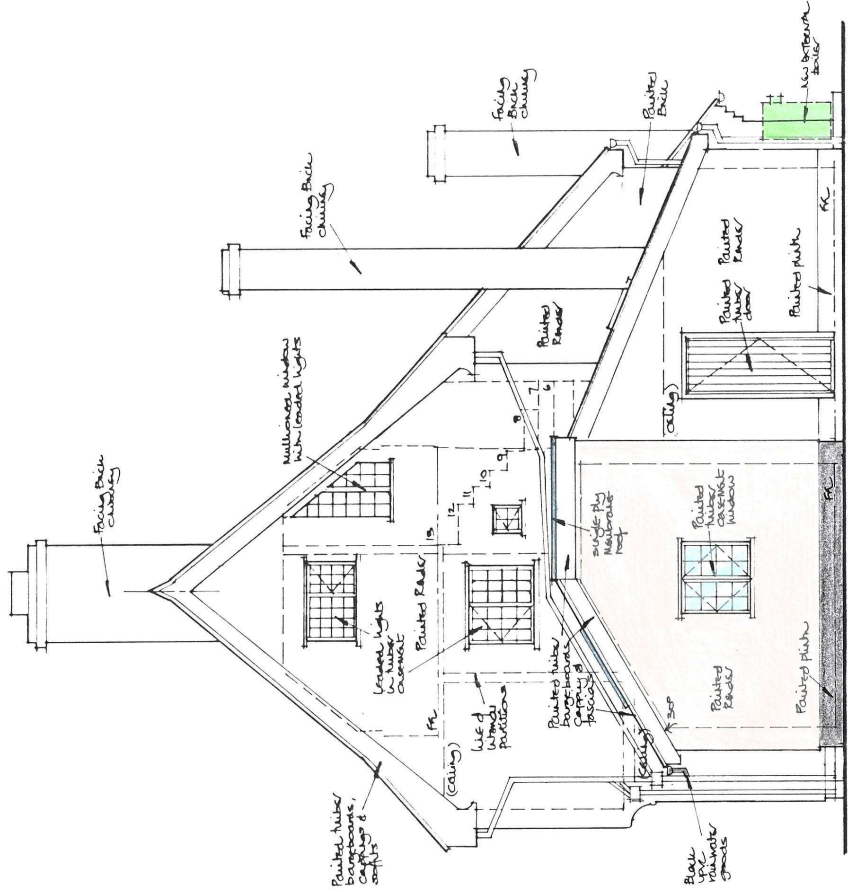 Facing Brick
chimney
Facing Brick
chimney
Facing
Brick
chimney
Painted
Brick
New External
boiler
Mullioned window
with leaded lights
Painted
Render
Leaded lights
in timber
casement
Painted Render
Painted timber
bargeboards,
cappings &
soffits
FFL
(ceiling)
Line of
internal
partitions
13
12
11
10
9
8
7
6
single ply
membrane
roof
Painted timber
bargeboards
capping &
fascias
(ceiling)
30°
Black
upvc
rainwater
goods
Painted
timber
casement
window
Painted
Render
Painted plinth
FFL
(ceiling)
Painted
timber
door
Painted
Render
Painted plinth
FFL